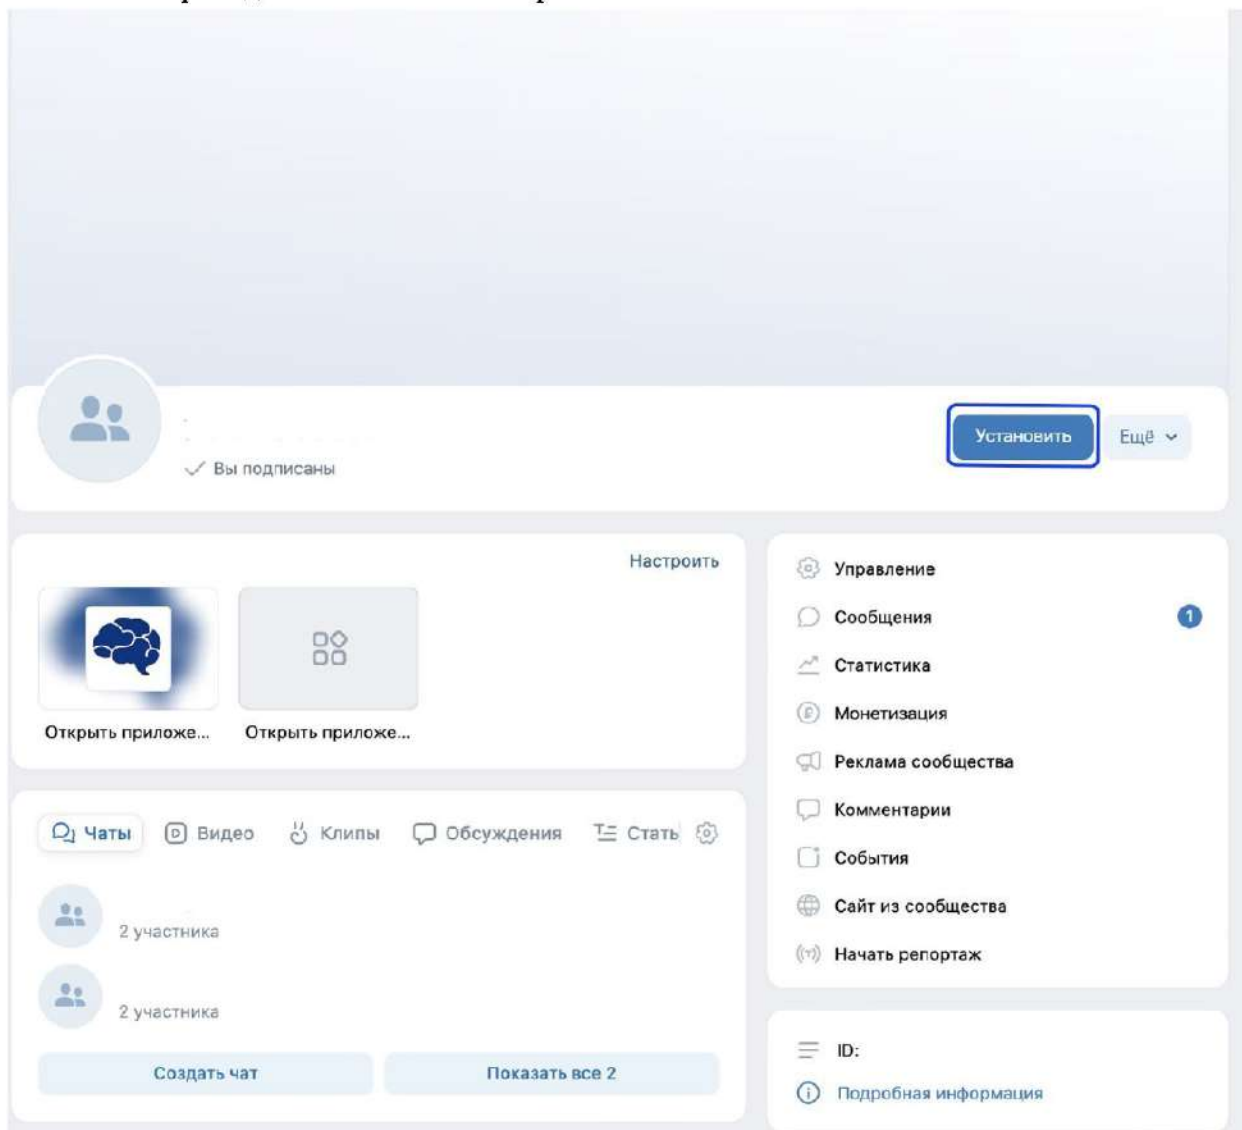 Установить
Ещё
Вы подписаны
Настроить
Открыть приложе...
Открыть приложе...
Чаты
Видео
Клипы
Обсуждения
Стать
2 участника
2 участника
Создать чат
Показать все 2
Управление
Сообщения
1
Статистика
Монетизация
Реклама сообщества
Комментарии
События
Сайт из сообщества
Начать репортаж
ID:
Подробная информация